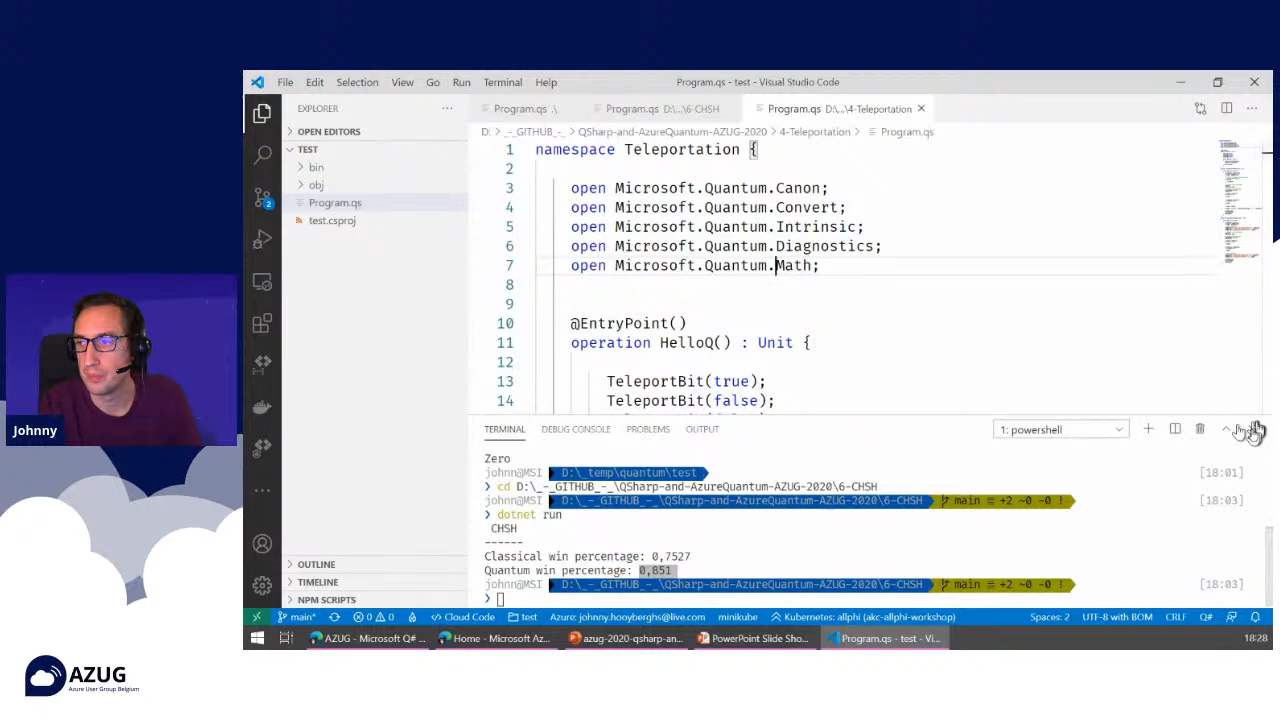 File Edit Selection View Go Run Terminal Help Program.qs - test - Visual Studio Code
EXPLORER
OPEN EDITORS
TEST
bin
obj
Program.qs
test.csproj
OUTLINE
TIMELINE
NPM SCRIPTS
2
Program.qs .\ Program.qs D:\...\6-CHSH Program.qs D:\...\4-Teleportation
D: > _-_GITHUB_-_ > QSharp-and-AzureQuantum-AZUG-2020 > 4-Teleportation > Program.qs
1 namespace Teleportation {
2
3 open Microsoft.Quantum.Canon;
4 open Microsoft.Quantum.Convert;
5 open Microsoft.Quantum.Intrinsic;
6 open Microsoft.Quantum.Diagnostics;
7 open Microsoft.Quantum.Math;
8
9
10 @EntryPoint()
11 operation HelloQ() : Unit {
12
13 TeleportBit(true);
14 TeleportBit(false);
TERMINAL DEBUG CONSOLE PROBLEMS OUTPUT 1: powershell
Zero
johnn@MSI D:\_temp\quantum\test [18:01]
❯ cd D:\_-_GITHUB_-_\QSharp-and-AzureQuantum-AZUG-2020\6-CHSH
johnn@MSI D:\_-_GITHUB_-_\QSharp-and-AzureQuantum-AZUG-2020\6-CHSH main ≡ +2 ~0 -0 ! [18:03]
❯ dotnet run
CHSH
------
Classical win percentage: 0,7527
Quantum win percentage: 0,851
johnn@MSI D:\_-_GITHUB_-_\QSharp-and-AzureQuantum-AZUG-2020\6-CHSH main ≡ +2 ~0 -0 ! [18:03]
❯
main* 0 0 Cloud Code test Azure: johnny.hooyberghs@live.com minikube Kubernetes: allphi (akc-allphi-workshop) Spaces: 2 UTF-8 with BOM CRLF Q#
AZUG - Microsoft Q# ... Home - Microsoft Az... azug-2020-qsharp-an... PowerPoint Slide Sho... Program.qs - test - Vi... 18:28
Johnny
AZUG
Azure User Group Belgium